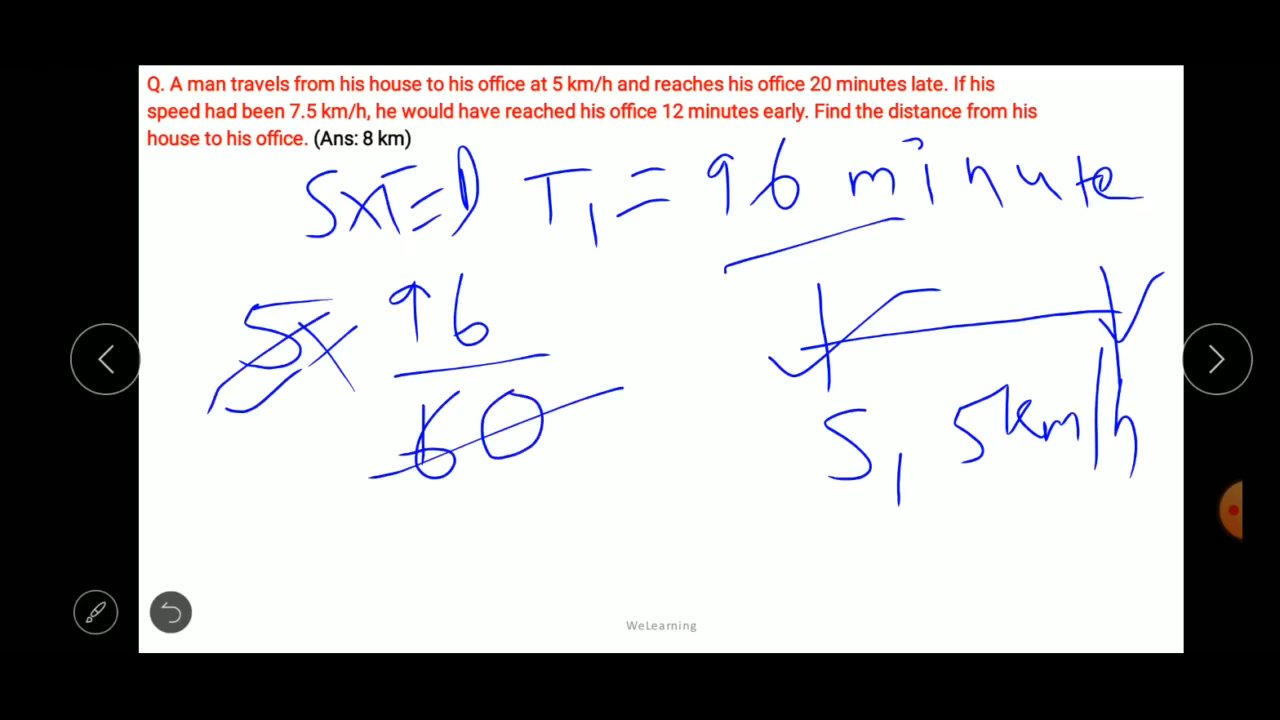 Q. A man travels from his house to his office at 5 km/h and reaches his office 20 minutes late. If his
speed had been 7.5 km/h, he would have reached his office 12 minutes early. Find the distance from his
house to his office. (Ans: 8 km)
S×T=D T₁ = 96 minute
5× 96
60
S₁ 5km/h
WeLearning